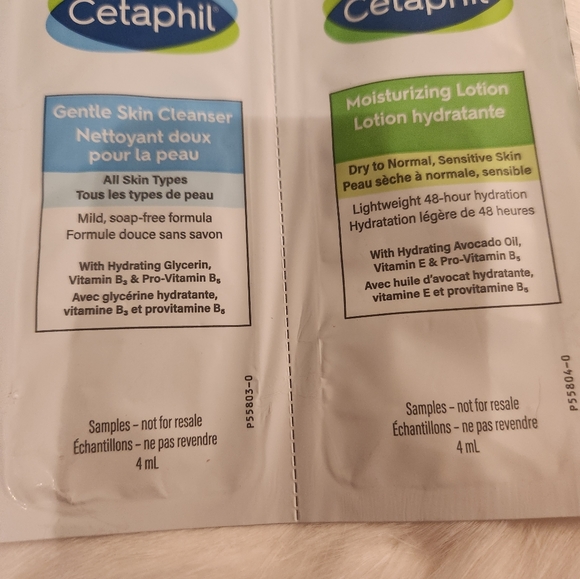 Cetaphil
Gentle Skin Cleanser
Nettoyant doux
pour la peau
All Skin Types
Tous les types de peau
Mild, soap-free formula
Formule douce sans savon
With Hydrating Glycerin,
Vitamin B₃ & Pro-Vitamin B₅
Avec glycérine hydratante,
vitamine B₃ et provitamine B₅
P55803-0
Samples – not for resale
Échantillons – ne pas revendre
4 mL
Cetaphil
Moisturizing Lotion
Lotion hydratante
Dry to Normal, Sensitive Skin
Peau sèche à normale, sensible
Lightweight 48-hour hydration
Hydratation légère de 48 heures
With Hydrating Avocado Oil,
Vitamin E & Pro-Vitamin B₅
Avec huile d'avocat hydratante,
vitamine E et provitamine B₅
P55804-0
Samples – not for resale
Échantillons – ne pas revendre
4 mL